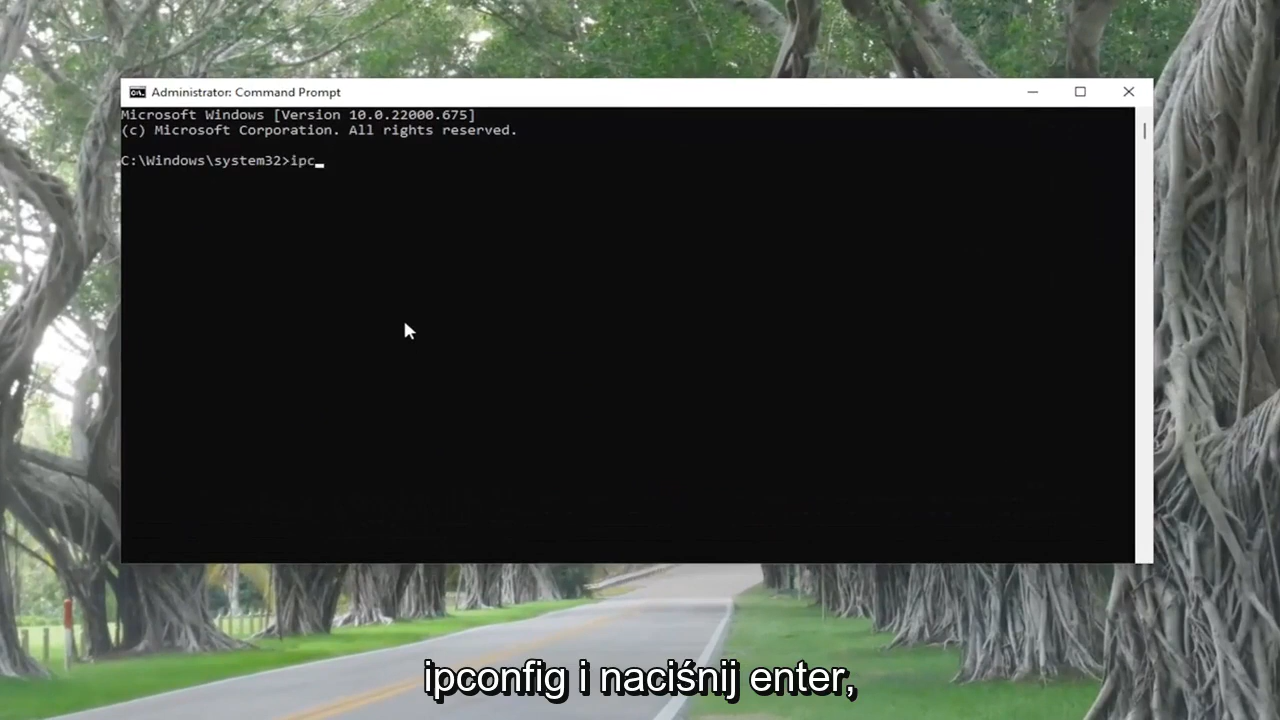 Administrator: Command Prompt
Microsoft Windows [Version 10.0.22000.675]
(c) Microsoft Corporation. All rights reserved.
C:\Windows\system32>ipc
ipconfig i naciśnij enter,